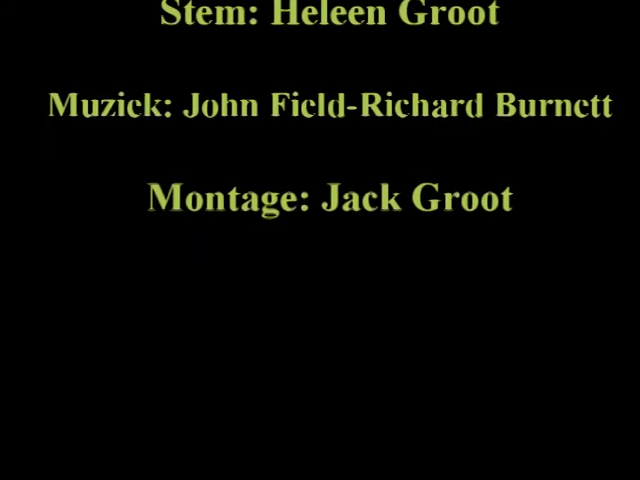 Stem: Heleen Groot
Muziek: John Field-Richard Burnett
Montage: Jack Groot